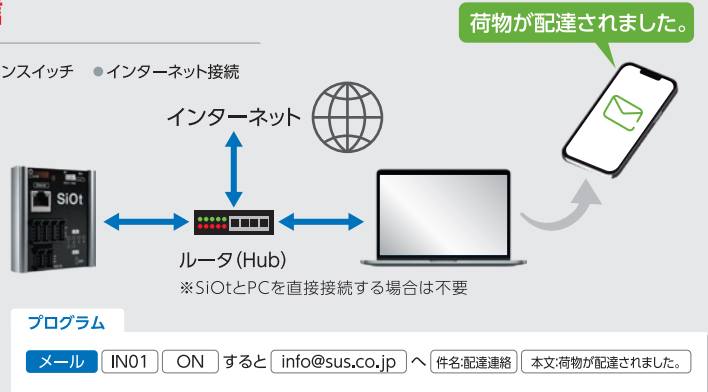 荷物が配達されました。
ンスイッチ ●インターネット接続
インターネット
SiOt
ルータ(Hub)
※SiOtとPCを直接接続する場合は不要
プログラム
メール IN01 ON すると info@sus.co.jp へ 件名:配達連絡 本文:荷物が配達されました。